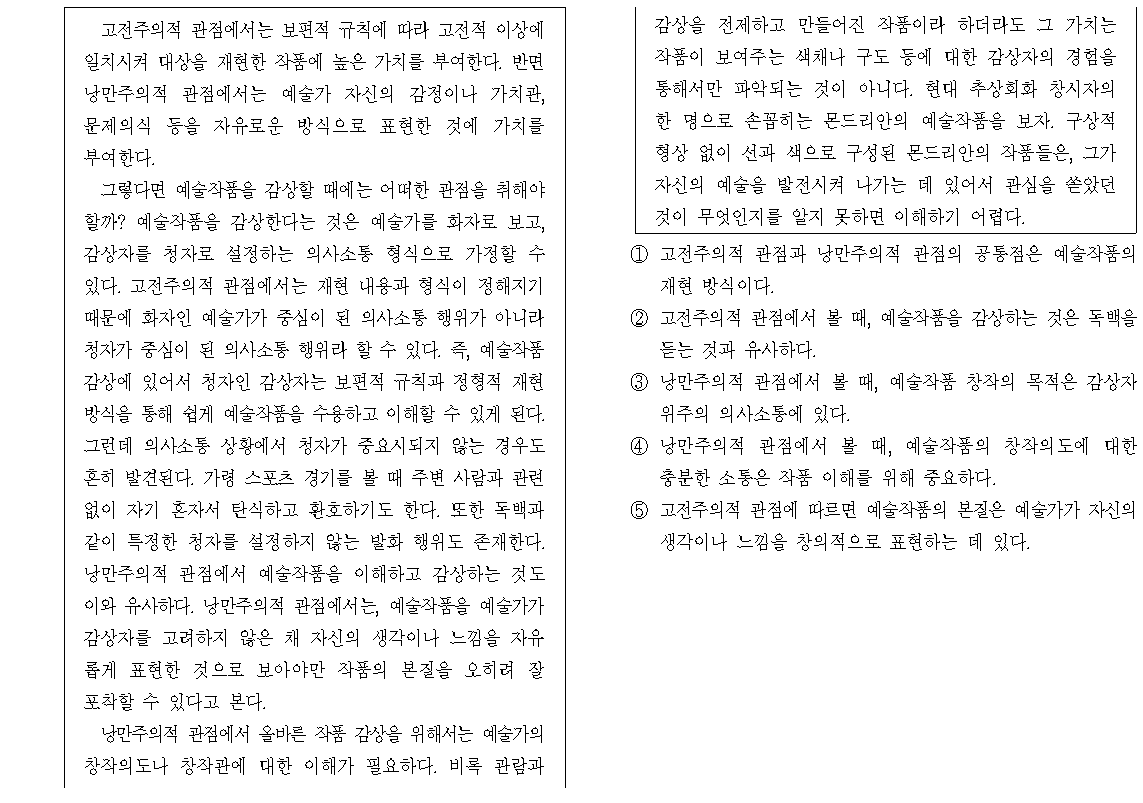 고전주의적 관점에서는 보편적 규칙에 따라 고전적 이상에
일치시켜 대상을 재현한 작품에 높은 가치를 부여한다. 반면
낭만주의적 관점에서는 예술가 자신의 감정이나 가치관,
문제의식 등을 자유로운 방식으로 표현한 것에 가치를
부여한다.
그렇다면 예술작품을 감상할 때에는 어떠한 관점을 취해야
할까? 예술작품을 감상한다는 것은 예술가를 화자로 보고,
감상자를 청자로 설정하는 의사소통 형식으로 가정할 수
있다. 고전주의적 관점에서는 재현 내용과 형식이 정해지기
때문에 화자인 예술가가 중심이 된 의사소통 행위가 아니라
청자가 중심이 된 의사소통 행위라 할 수 있다. 즉, 예술작품
감상에 있어서 청자인 감상자는 보편적 규칙과 정형적 재현
방식을 통해 쉽게 예술작품을 수용하고 이해할 수 있게 된다.
그런데 의사소통 상황에서 청자가 중요시되지 않는 경우도
흔히 발견된다. 가령 스포츠 경기를 볼 때 주변 사람과 관련
없이 자기 혼자서 탄식하고 환호하기도 한다. 또한 독백과
같이 특정한 청자를 설정하지 않는 발화 행위도 존재한다.
낭만주의적 관점에서 예술작품을 이해하고 감상하는 것도
이와 유사하다. 낭만주의적 관점에서는, 예술작품을 예술가가
감상자를 고려하지 않은 채 자신의 생각이나 느낌을 자유
롭게 표현한 것으로 보아야만 작품의 본질을 오히려 잘
포착할 수 있다고 본다.
낭만주의적 관점에서 올바른 작품 감상을 위해서는 예술가의
창작의도나 창작관에 대한 이해가 필요하다. 비록 관람과
감상을 전제하고 만들어진 작품이라 하더라도 그 가치는
작품이 보여주는 색채나 구도 등에 대한 감상자의 경험을
통해서만 파악되는 것이 아니다. 현대 추상회화 창시자의
한 명으로 손꼽히는 몬드리안의 예술작품을 보자. 구상적
형상 없이 선과 색으로 구성된 몬드리안의 작품들은, 그가
자신의 예술을 발전시켜 나가는 데 있어서 관심을 쏟았던
것이 무엇인지를 알지 못하면 이해하기 어렵다.
① 고전주의적 관점과 낭만주의적 관점의 공통점은 예술작품의
재현 방식이다.
② 고전주의적 관점에서 볼 때, 예술작품을 감상하는 것은 독백을
듣는 것과 유사하다.
③ 낭만주의적 관점에서 볼 때, 예술작품 창작의 목적은 감상자
위주의 의사소통에 있다.
④ 낭만주의적 관점에서 볼 때, 예술작품의 창작의도에 대한
충분한 소통은 작품 이해를 위해 중요하다.
⑤ 고전주의적 관점에 따르면 예술작품의 본질은 예술가가 자신의
생각이나 느낌을 창의적으로 표현하는 데 있다.